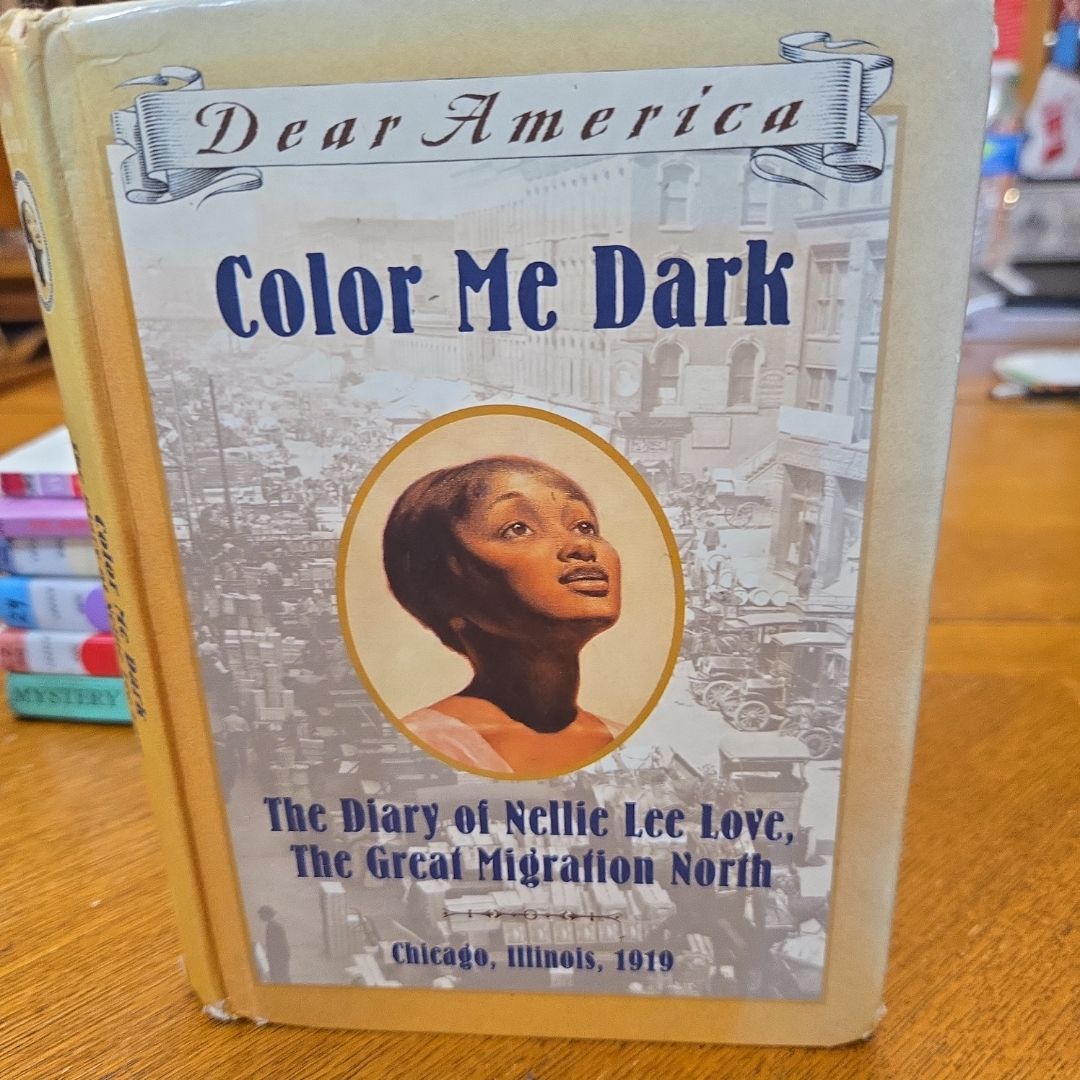 Dear America
Color Me Dark
The Diary of Nellie Lee Love,
The Great Migration North
Chicago, Illinois, 1919
Color Me Dark
MYSTERY